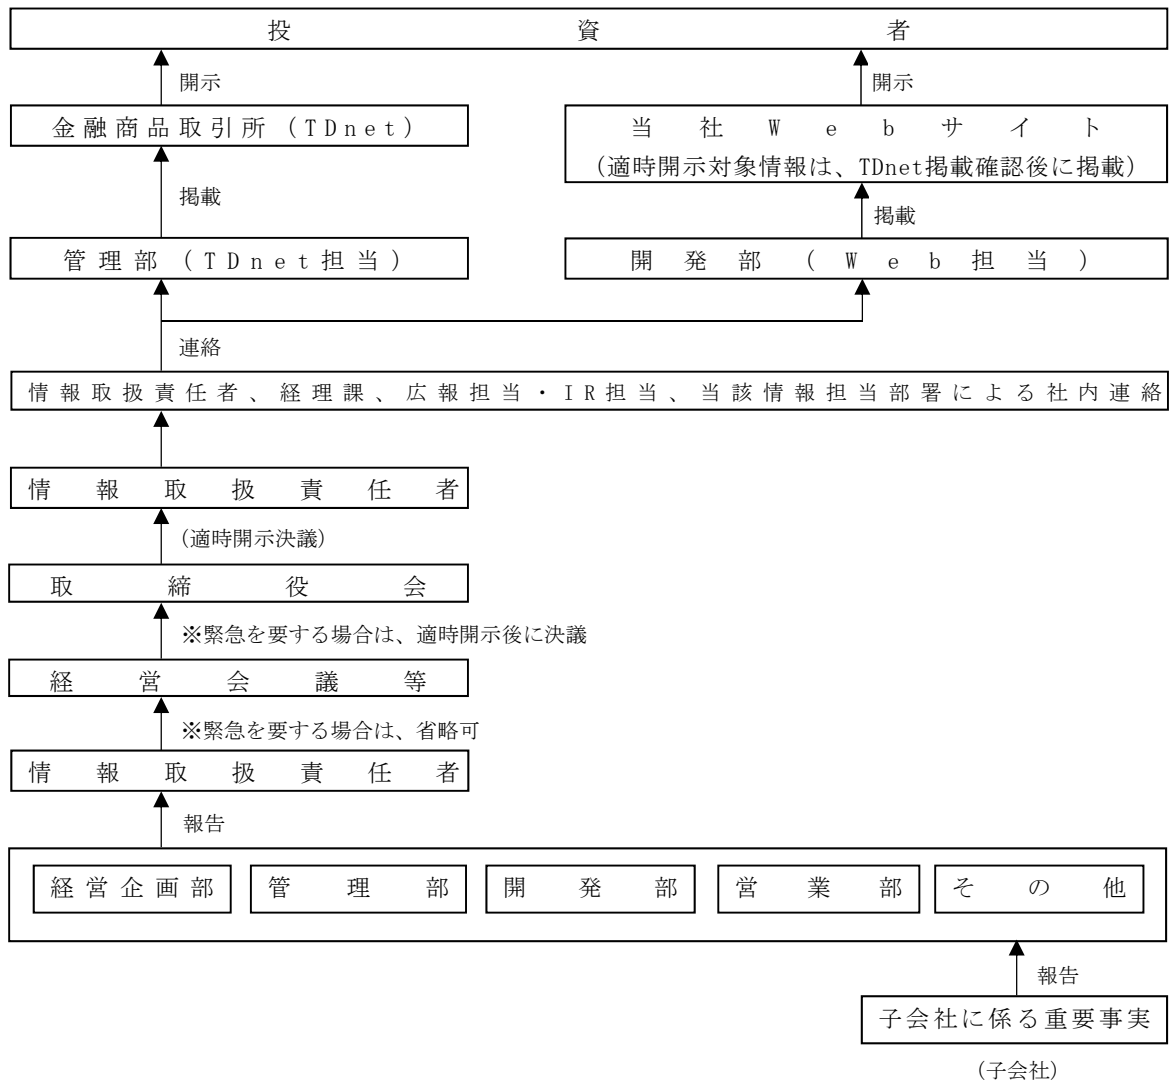 投資者
開示
開示
金融商品取引所（TDnet）
当社Webサイト
(適時開示対象情報は、TDnet掲載確認後に掲載)
掲載
掲載
管理部（TDnet担当）
開発部（Web担当）
連絡
情報取扱責任者、経理課、広報担当・IR担当、当該情報担当部署による社内連絡
情報取扱責任者
(適時開示決議)
取締役会
※緊急を要する場合は、適時開示後に決議
経営会議等
※緊急を要する場合は、省略可
情報取扱責任者
報告
経営企画部 管理部 開発部 営業部 その他
報告
子会社に係る重要事実
(子会社)